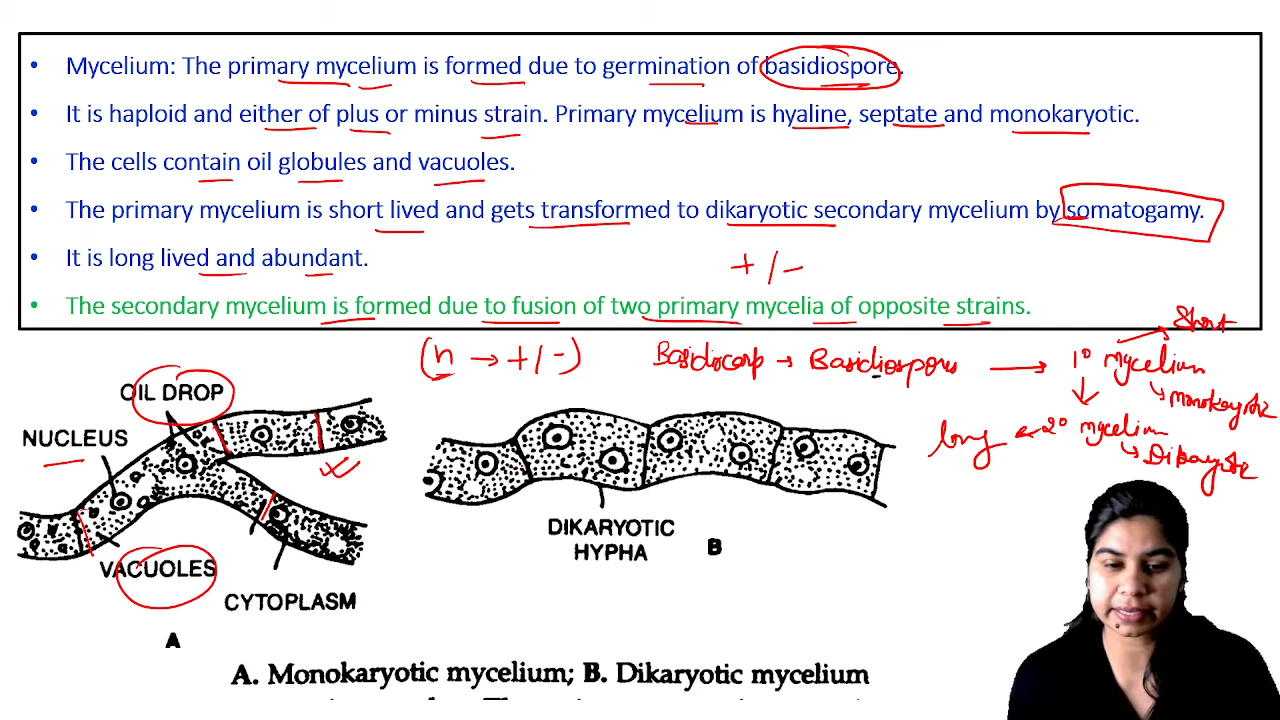 • Mycelium: The primary mycelium is formed due to germination of basidiospore.
• It is haploid and either of plus or minus strain. Primary mycelium is hyaline, septate and monokaryotic.
• The cells contain oil globules and vacuoles.
• The primary mycelium is short lived and gets transformed to dikaryotic secondary mycelium by somatogamy.
• It is long lived and abundant.
+ / −
• The secondary mycelium is formed due to fusion of two primary mycelia of opposite strains.
Short
(n → + / −)
Basidiocarp → Basidiospores → 1° mycelium
Monokaryotic
long ← 2° mycelium
Dikaryotic
OIL DROP
NUCLEUS
VACUOLES
CYTOPLASM
A
DIKARYOTIC
HYPHA
B
A. Monokaryotic mycelium; B. Dikaryotic mycelium